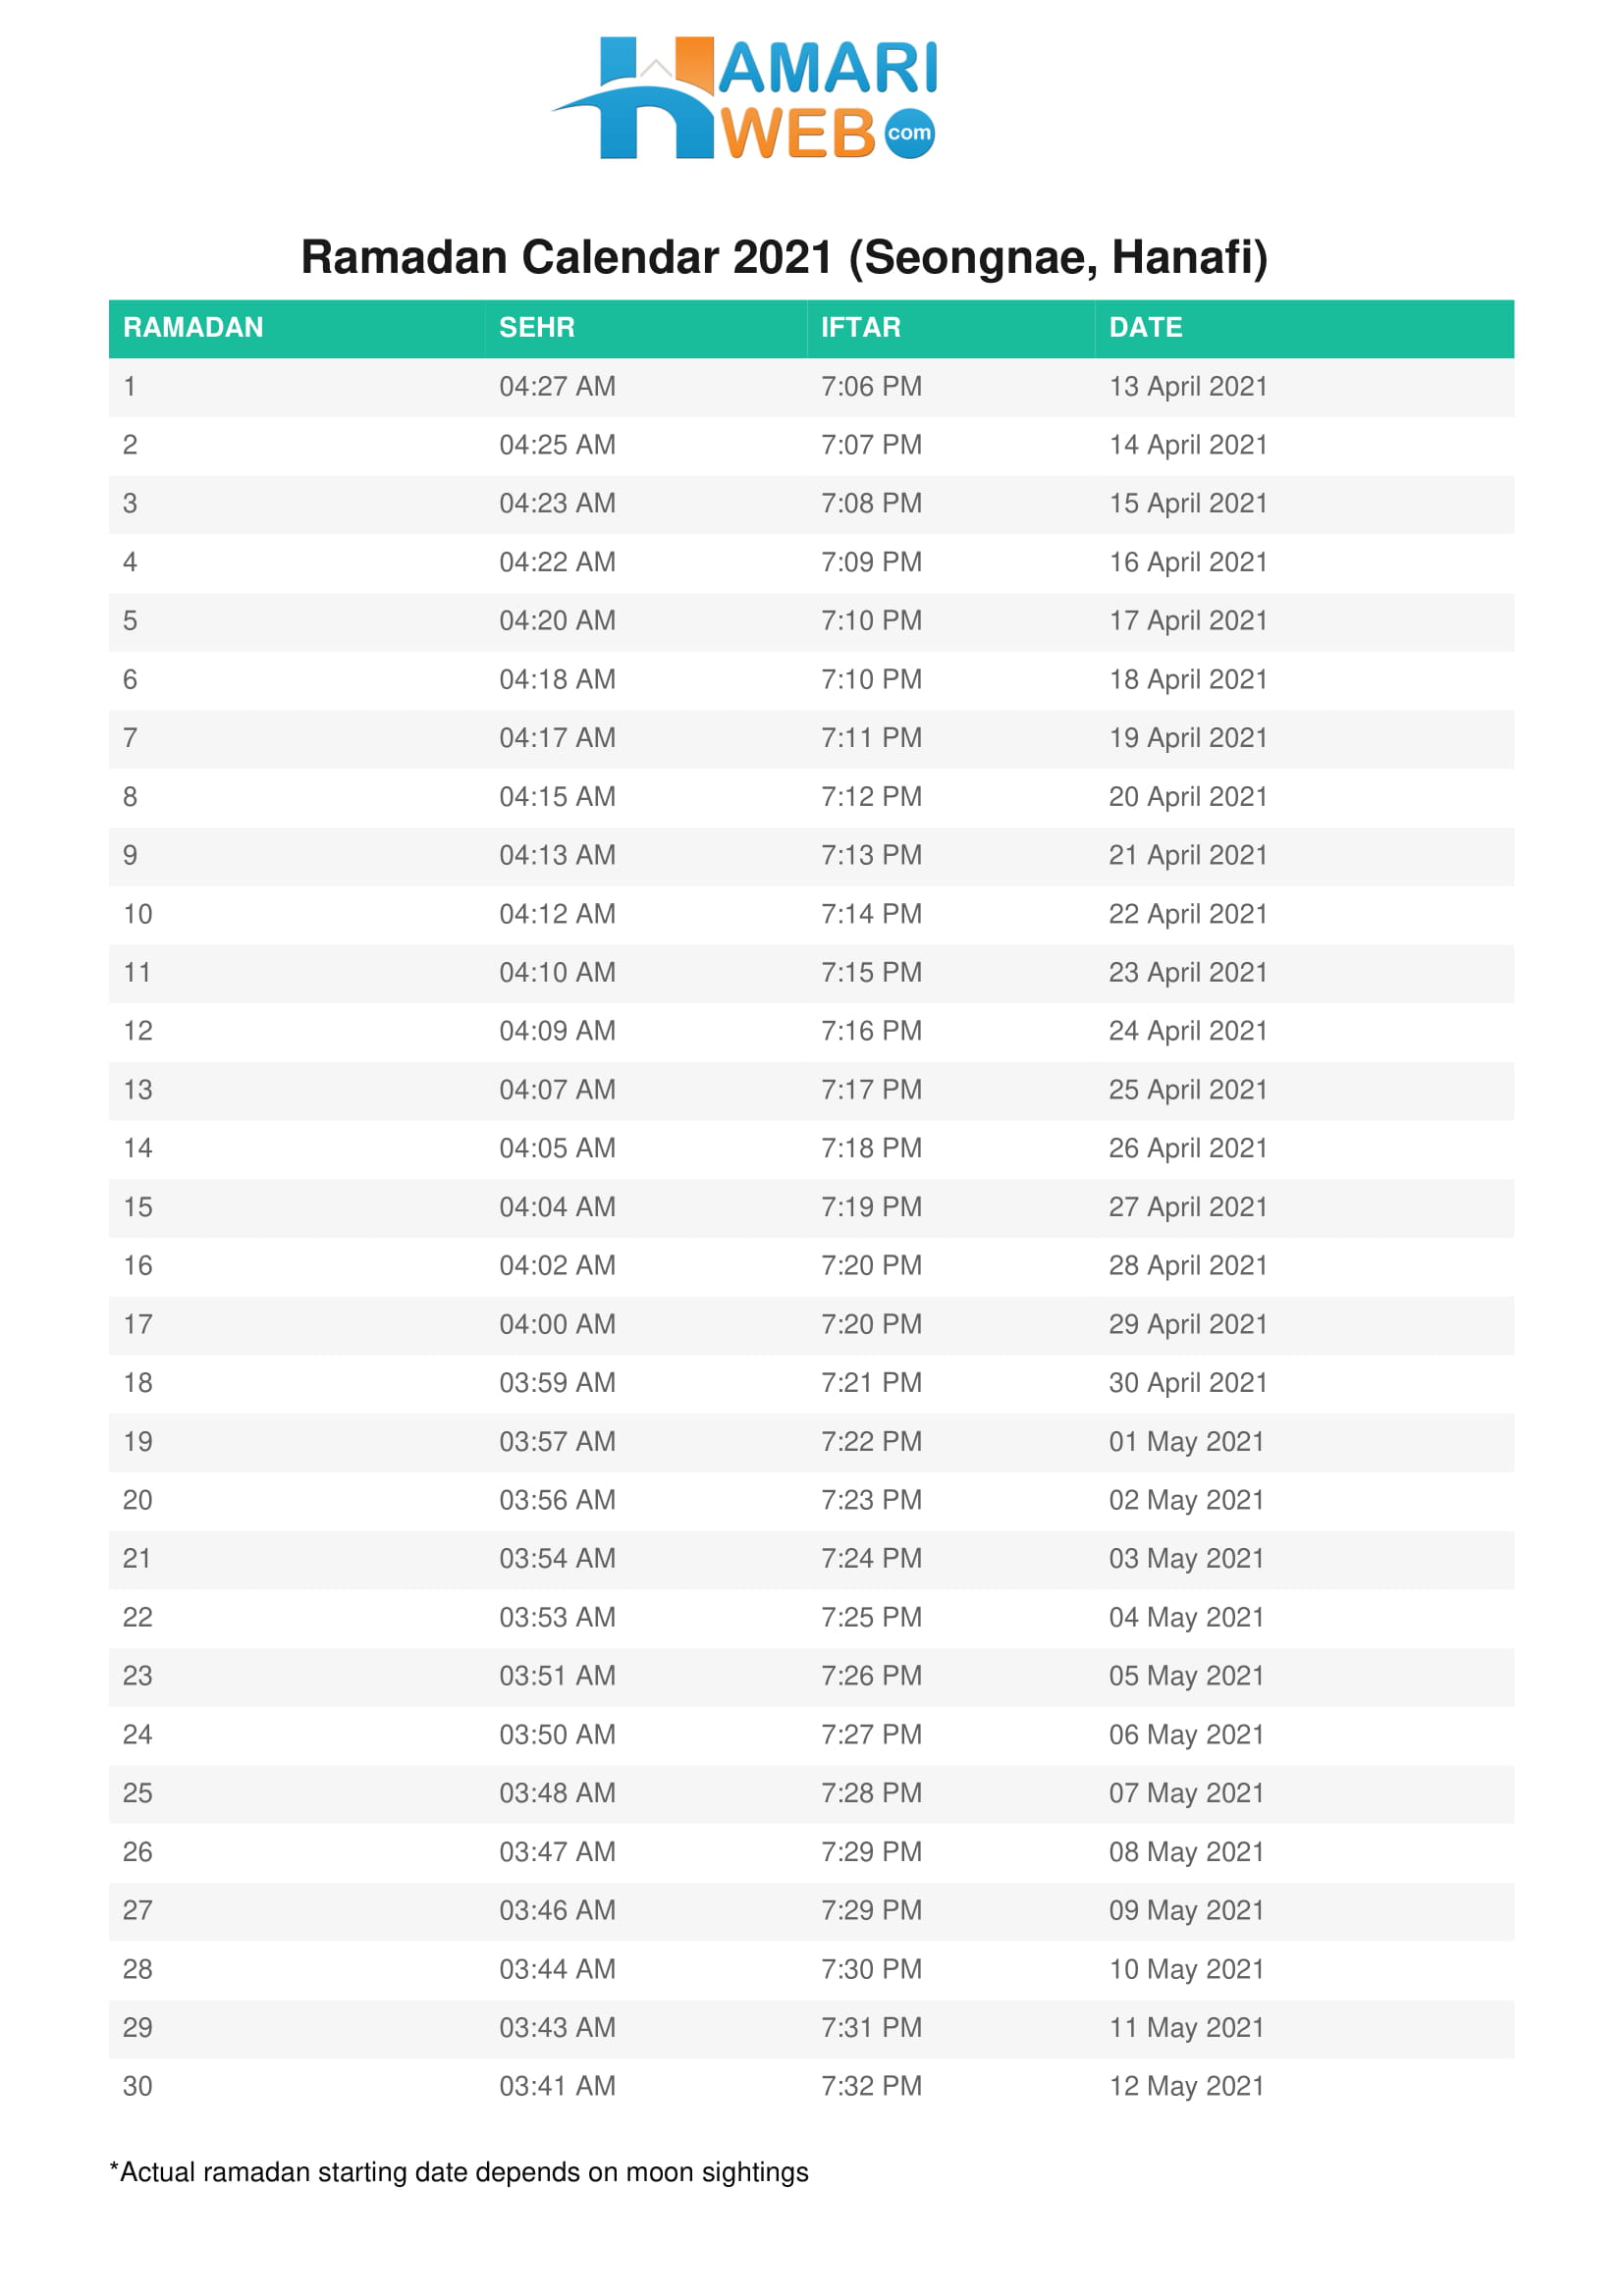 HAMARI
WEB com
Ramadan Calendar 2021 (Seongnae, Hanafi)
RAMADAN SEHR IFTAR DATE
1 04:27 AM 7:06 PM 13 April 2021
2 04:25 AM 7:07 PM 14 April 2021
3 04:23 AM 7:08 PM 15 April 2021
4 04:22 AM 7:09 PM 16 April 2021
5 04:20 AM 7:10 PM 17 April 2021
6 04:18 AM 7:10 PM 18 April 2021
7 04:17 AM 7:11 PM 19 April 2021
8 04:15 AM 7:12 PM 20 April 2021
9 04:13 AM 7:13 PM 21 April 2021
10 04:12 AM 7:14 PM 22 April 2021
11 04:10 AM 7:15 PM 23 April 2021
12 04:09 AM 7:16 PM 24 April 2021
13 04:07 AM 7:17 PM 25 April 2021
14 04:05 AM 7:18 PM 26 April 2021
15 04:04 AM 7:19 PM 27 April 2021
16 04:02 AM 7:20 PM 28 April 2021
17 04:00 AM 7:20 PM 29 April 2021
18 03:59 AM 7:21 PM 30 April 2021
19 03:57 AM 7:22 PM 01 May 2021
20 03:56 AM 7:23 PM 02 May 2021
21 03:54 AM 7:24 PM 03 May 2021
22 03:53 AM 7:25 PM 04 May 2021
23 03:51 AM 7:26 PM 05 May 2021
24 03:50 AM 7:27 PM 06 May 2021
25 03:48 AM 7:28 PM 07 May 2021
26 03:47 AM 7:29 PM 08 May 2021
27 03:46 AM 7:29 PM 09 May 2021
28 03:44 AM 7:30 PM 10 May 2021
29 03:43 AM 7:31 PM 11 May 2021
30 03:41 AM 7:32 PM 12 May 2021
*Actual ramadan starting date depends on moon sightings